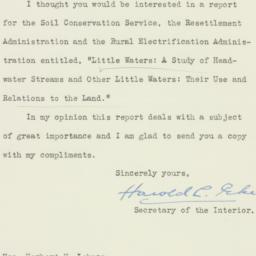 I thought you would be interested in a report
for the Soil Conservation Service, the Resettlement
Administration and the Rural Electrification Adminis-
tration entitled, "Little Waters: A Study of Head-
water Streams and Other Little Waters: Their Use and
Relations to the Land."
In my opinion this report deals with a subject
of great importance and I am glad to send you a copy
with my compliments.
Sincerely yours,
Harold L. Icke
Secretary of the Interior.